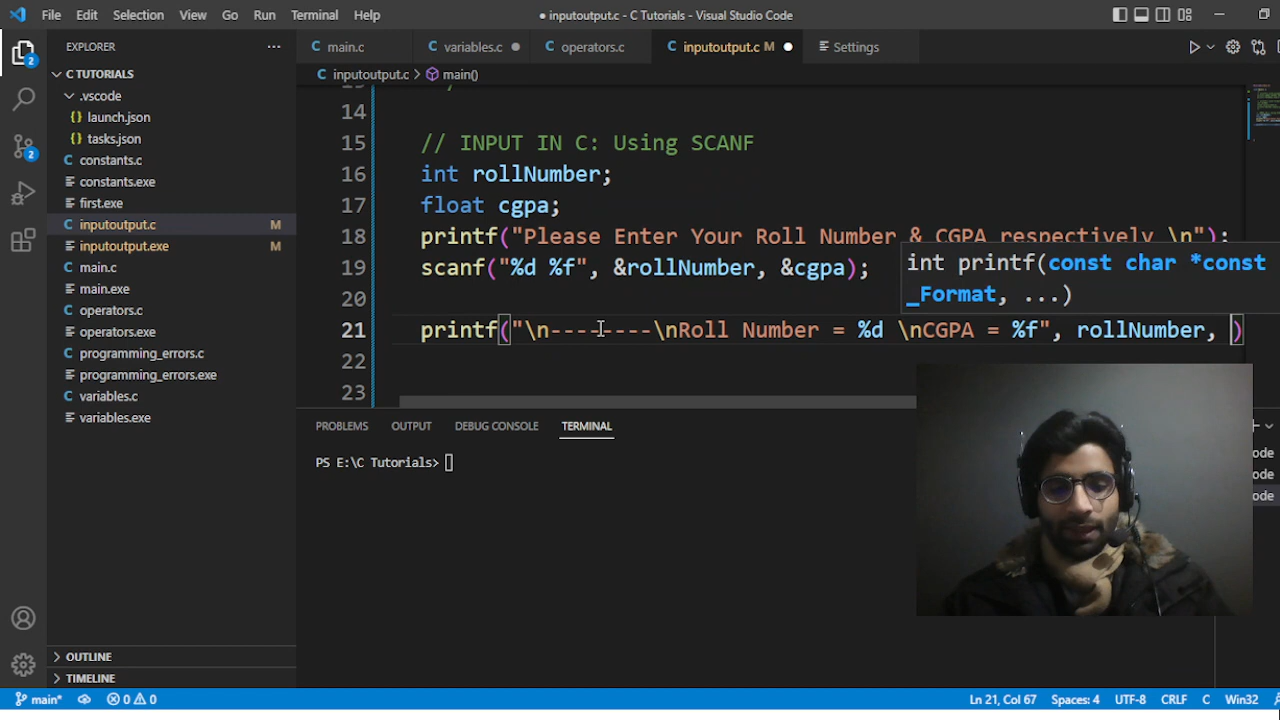 File Edit Selection View Go Run Terminal Help
● inputoutput.c - C Tutorials - Visual Studio Code
EXPLORER ...
C main.c C variables.c ● C operators.c C inputoutput.c M ● Settings
C inputoutput.c > main()
C TUTORIALS
.vscode
launch.json
tasks.json
constants.c
constants.exe
first.exe
inputoutput.c M
inputoutput.exe M
main.c
main.exe
operators.c
operators.exe
programming_errors.c
programming_errors.exe
variables.c
variables.exe
OUTLINE
TIMELINE
14
15 // INPUT IN C: Using SCANF
16 int rollNumber;
17 float cgpa;
18 printf("Please Enter Your Roll Number & CGPA respectively \n");
19 scanf("%d %f", &rollNumber, &cgpa);
20
21 printf("\n--------\nRoll Number = %d \nCGPA = %f", rollNumber, )
22
23
int printf(const char *const
_Format, ...)
PROBLEMS OUTPUT DEBUG CONSOLE TERMINAL
PS E:\C Tutorials>
ode
ode
ode
2
2
main* 0 0 Ln 21, Col 67 Spaces: 4 UTF-8 CRLF C Win32